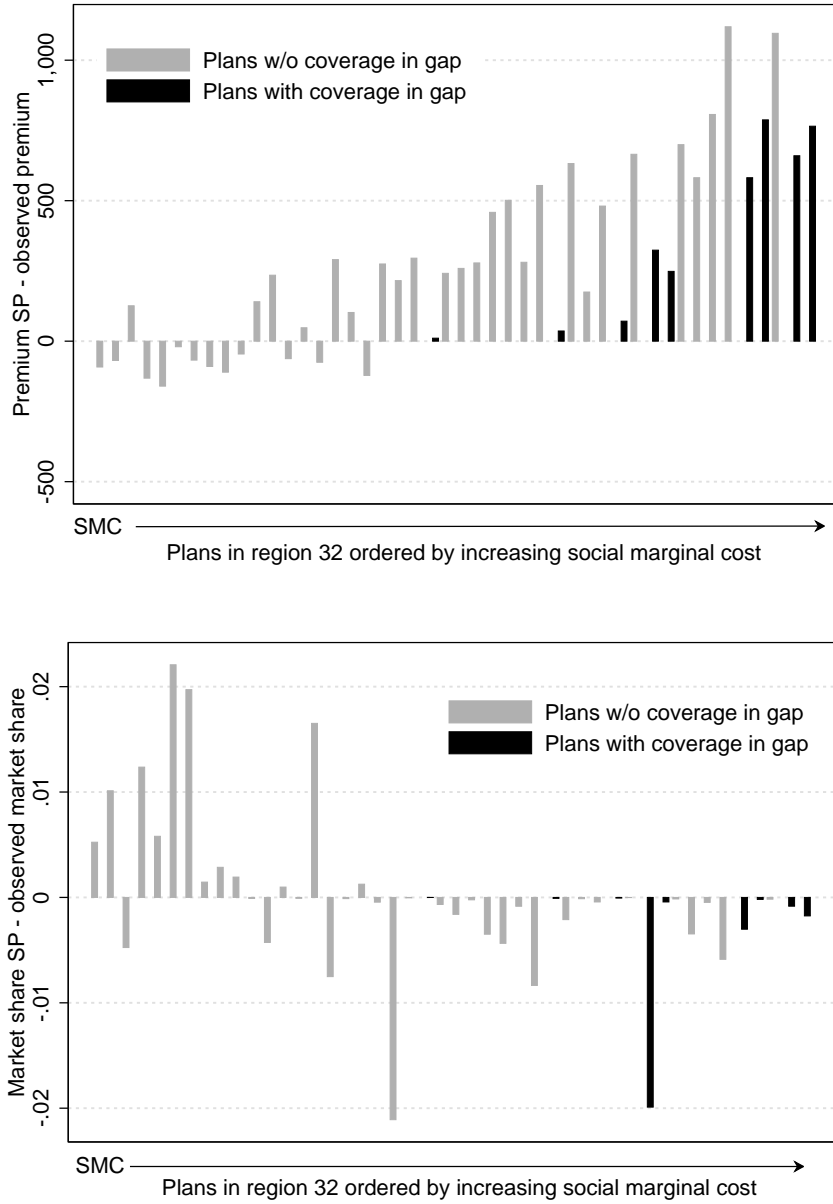 Premium SP - observed premium
1,000
500
0
-500
Plans w/o coverage in gap
Plans with coverage in gap
SMC
Plans in region 32 ordered by increasing social marginal cost
Market share SP - observed market share
.02
.01
0
-.01
-.02
Plans w/o coverage in gap
Plans with coverage in gap
SMC
Plans in region 32 ordered by increasing social marginal cost